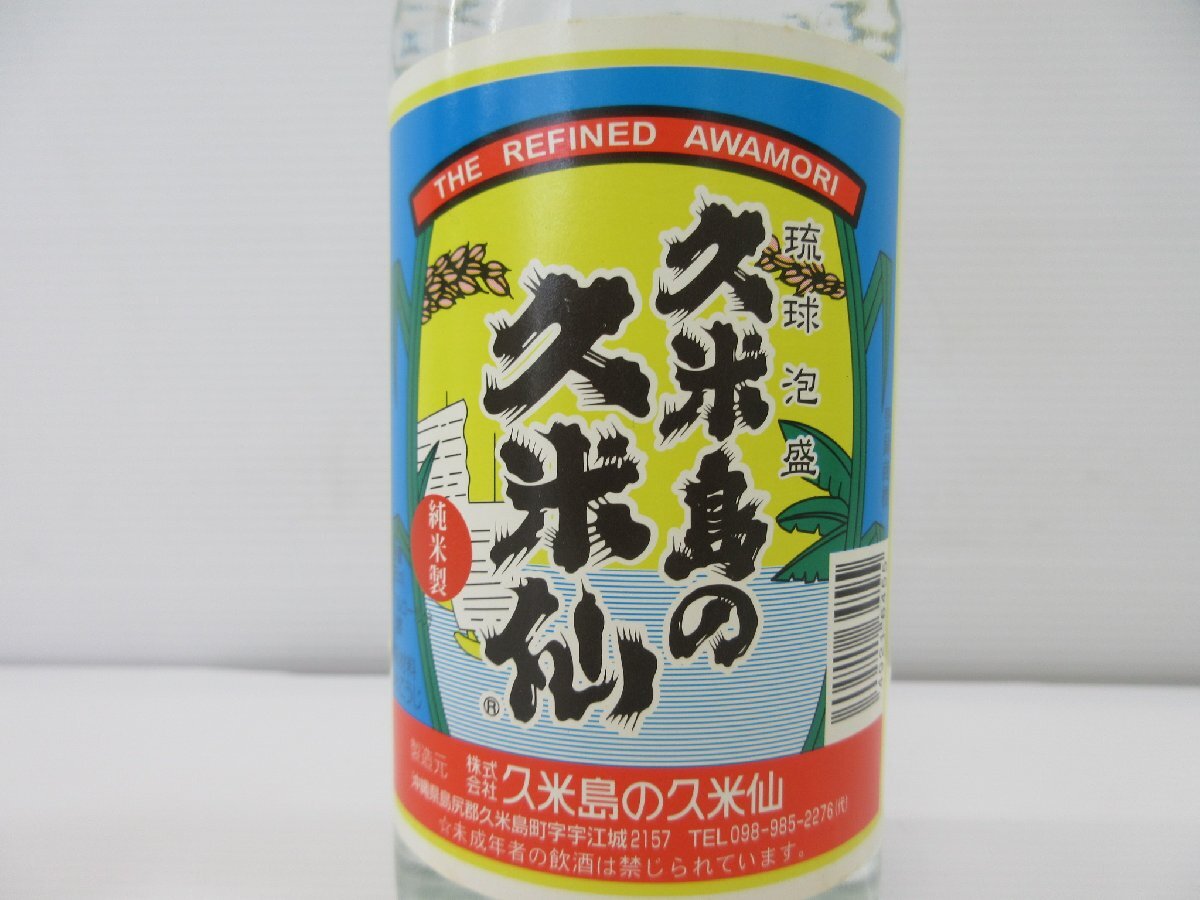 THE REFINED AWAMORI
琉球泡盛
久米島の
久米仙
®
純米製
製造元 株式会社 久米島の久米仙
沖縄県島尻郡久米島町字宇江城2157 TEL098-985-2276(代)
☆未成年者の飲酒は禁じられています。